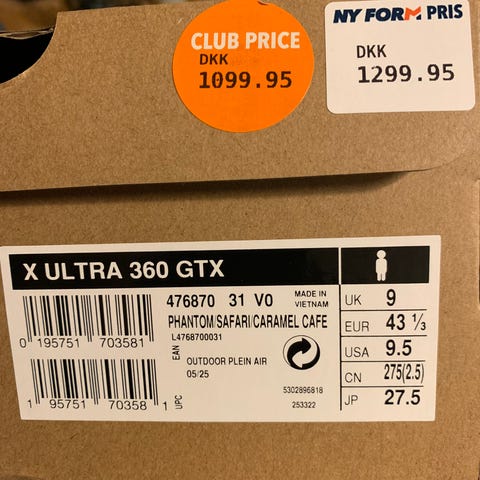 CLUB PRICE
DKK
1099.95
NY FORM PRIS
DKK
1299.95
X ULTRA 360 GTX
476870 31 V0
MADE IN
VIETNAM
PHANTOM/SAFARI/CARAMEL CAFE
L4768700031
0 195751 703581
EAN
OUTDOOR PLEIN AIR
05/25
1 95751 70358 1
UPC
5302896818
253322
UK 9
EUR 43 ⅓
USA 9.5
CN 275(2.5)
JP 27.5